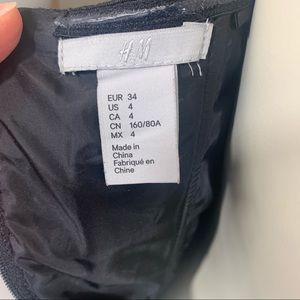 H&M
EUR 34
US 4
CA 4
CN 160/80A
MX 4
Made in
China
Fabriqué en
Chine